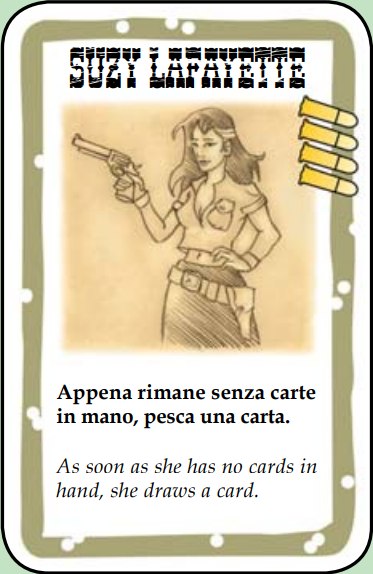 SUZY LAFAYETTE
Appena rimane senza carte
in mano, pesca una carta.
As soon as she has no cards in
hand, she draws a card.